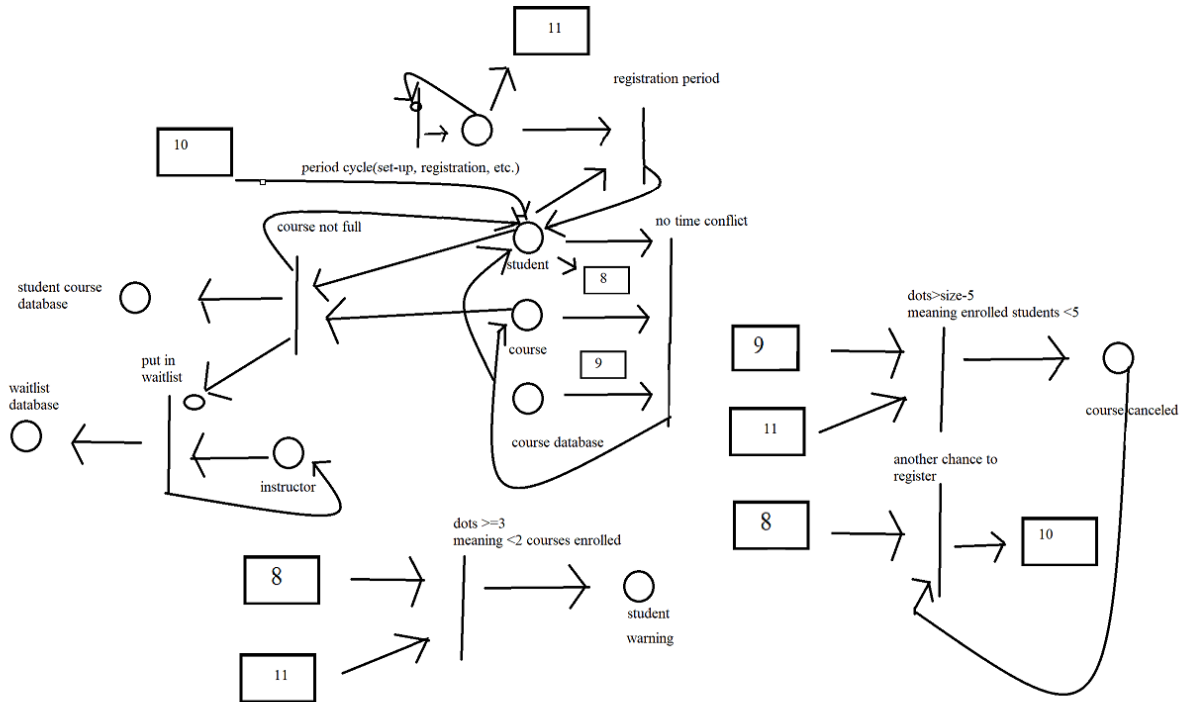 11
registration period
10
period cycle(set-up, registration, etc.)
no time conflict
course not full
student
8
student course
database
course
9
put in
waitlist
waitlist
database
course database
instructor
dots>size-5
meaning enrolled students <5
9
11
course canceled
another chance to
register
8
10
dots >=3
meaning <2 courses enrolled
8
student
warning
11